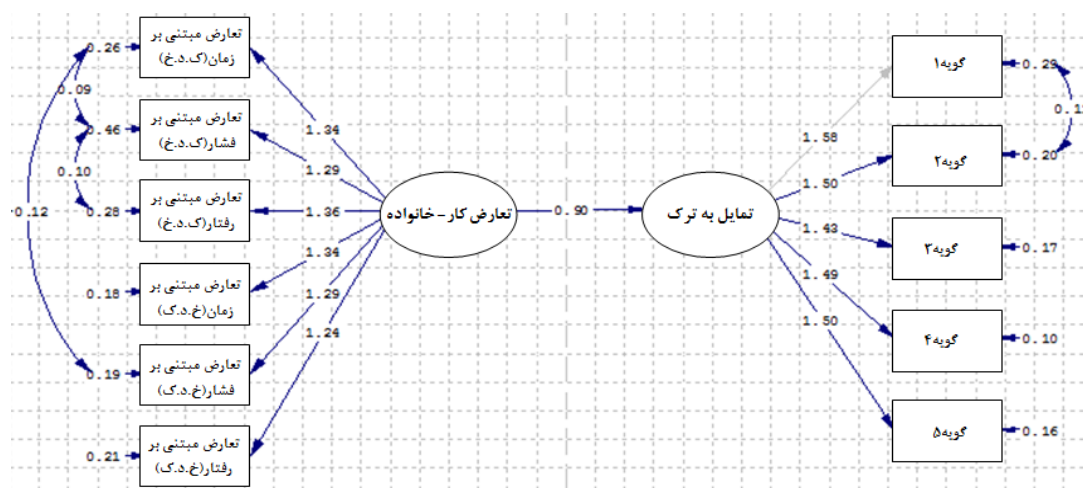 تعارض مبتنی بر
زمان(ک.د.خ)
0.26
0.09
تعارض مبتنی بر
فشار(ک.د.خ)
0.46
0.10
تعارض مبتنی بر
رفتار(ک.د.خ)
0.28
-0.12
تعارض مبتنی بر
زمان(خ.د.ک)
0.18
تعارض مبتنی بر
فشار(خ.د.ک)
0.19
تعارض مبتنی بر
رفتار(خ.د.ک)
0.21
1.34
1.29
1.36
1.34
1.29
1.24
تعارض کار-خانواده
0.90
تمایل به ترک
1.58
1.50
1.43
1.49
1.50
گویه۱
0.29
گویه۲
0.20
گویه۳
0.17
گویه۴
0.10
گویه۵
0.16